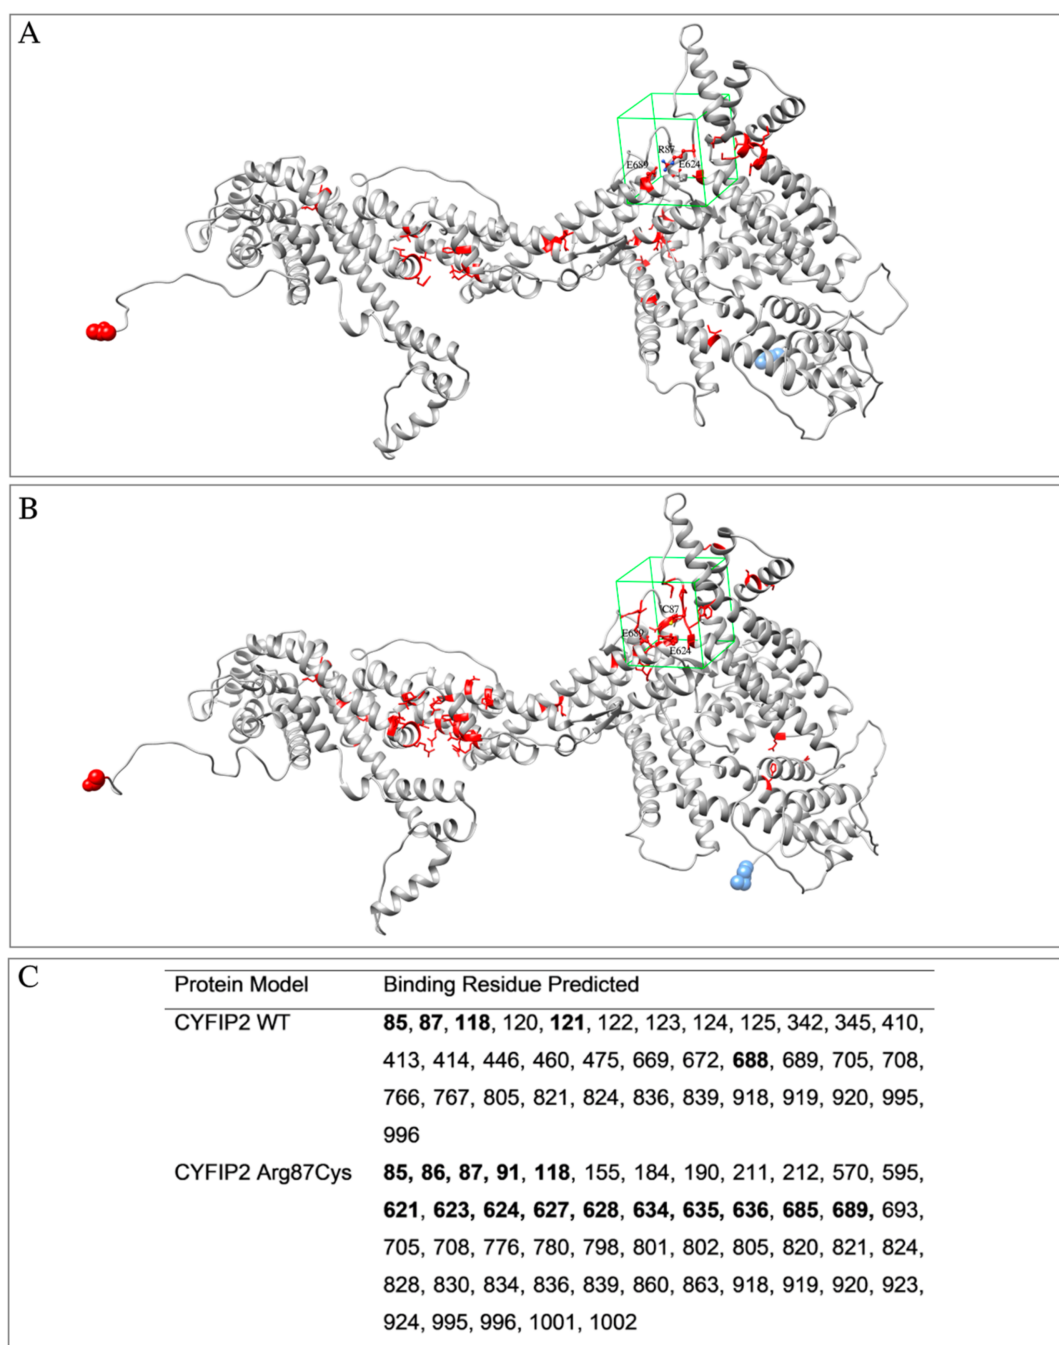 A
R87
E689
E624
B
C87
E689
E624
C
Protein Model Binding Residue Predicted
CYFIP2 WT 85, 87, 118, 120, 121, 122, 123, 124, 125, 342, 345, 410,
413, 414, 446, 460, 475, 669, 672, 688, 689, 705, 708,
766, 767, 805, 821, 824, 836, 839, 918, 919, 920, 995,
996
CYFIP2 Arg87Cys 85, 86, 87, 91, 118, 155, 184, 190, 211, 212, 570, 595,
621, 623, 624, 627, 628, 634, 635, 636, 685, 689, 693,
705, 708, 776, 780, 798, 801, 802, 805, 820, 821, 824,
828, 830, 834, 836, 839, 860, 863, 918, 919, 920, 923,
924, 995, 996, 1001, 1002